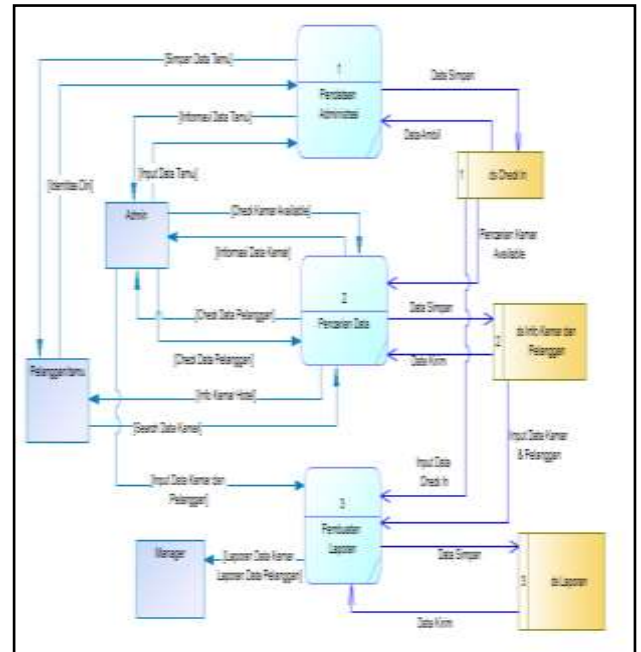 [Simpan Data Tamu]
1
Pendataan
Administrasi
Data Simpan
[Informasi Data Tamu]
Data Ambil
[Identitas Diri]
[Input Data Tamu]
1
ds Check In
Admin
[Check Kamar Available]
[Informasi Data Kamar]
Pencarian Kamar
Available
2
Pencarian Data
[Check Data Pelanggan]
Data Simpan
2
ds Info Kamar dan
Pelanggan
[Check Data Pelanggan]
Data Kirim
Pelanggan tamu
[Info Kamar Hotel]
[Search Data Kamar]
Input Data Kamar
& Pelanggan
Input Data
Check In
[Input Data Kamar dan
Pelanggan]
3
Pembuatan
Laporan
Manager
[Laporan Data Kamar
Laporan Data Pelanggan]
Data Simpan
3
ds Laporan
Data Kirim